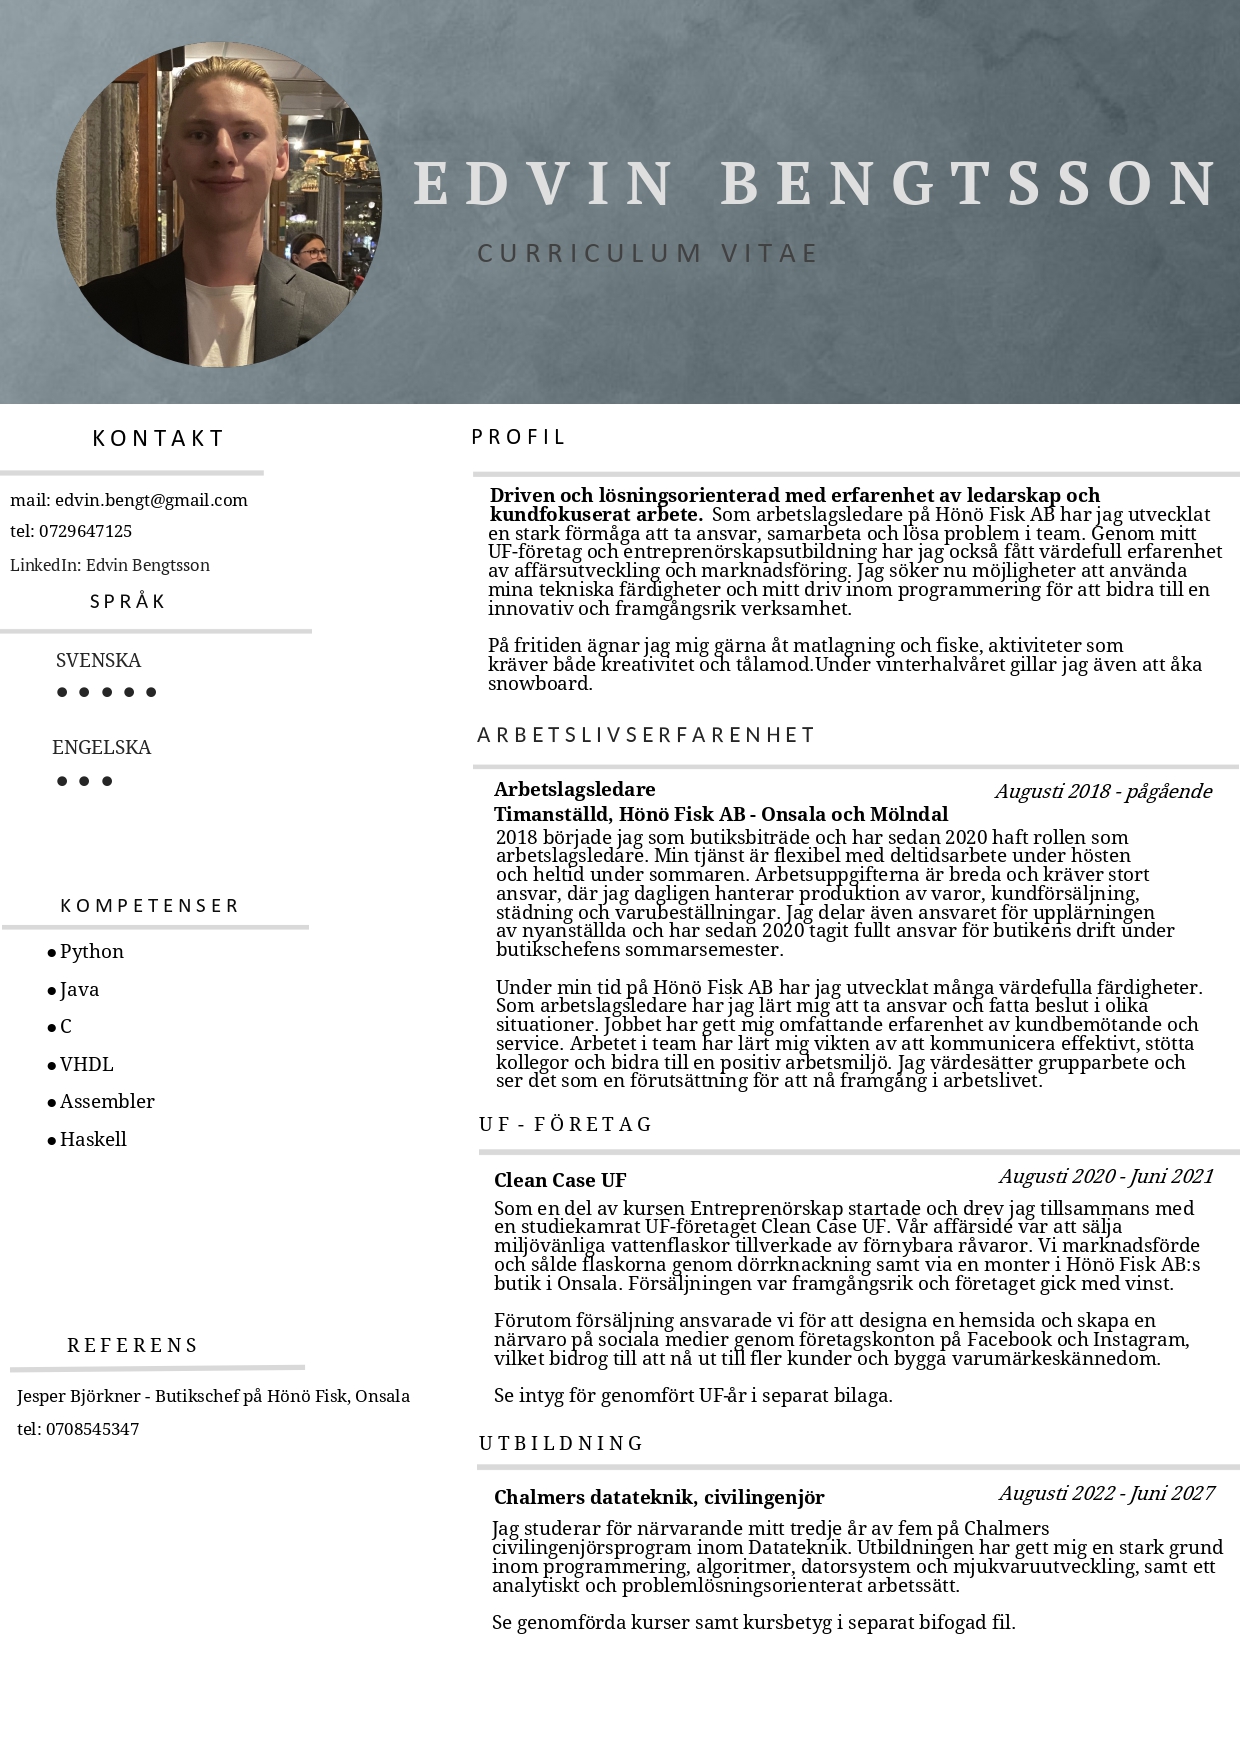 EDVIN BENGTSSON
CURRICULUM VITAE
KONTAKT
mail: edvin.bengt@gmail.com
tel: 0729647125
LinkedIn: Edvin Bengtsson
SPRÅK
SVENSKA
ENGELSKA
KOMPETENSER
● Python
● Java
● C
● VHDL
● Assembler
● Haskell
REFERENS
Jesper Björkner - Butikschef på Hönö Fisk, Onsala
tel: 0708545347
PROFIL
Driven och lösningsorienterad med erfarenhet av ledarskap och
kundfokuserat arbete. Som arbetslagsledare på Hönö Fisk AB har jag utvecklat
en stark förmåga att ta ansvar, samarbeta och lösa problem i team. Genom mitt
UF-företag och entreprenörskapsutbildning har jag också fått värdefull erfarenhet
av affärsutveckling och marknadsföring. Jag söker nu möjligheter att använda
mina tekniska färdigheter och mitt driv inom programmering för att bidra till en
innovativ och framgångsrik verksamhet.
På fritiden ägnar jag mig gärna åt matlagning och fiske, aktiviteter som
kräver både kreativitet och tålamod.Under vinterhalvåret gillar jag även att åka
snowboard.
ARBETSLIVSERFARENHET
Arbetslagsledare
Augusti 2018 - pågående
Timanställd, Hönö Fisk AB - Onsala och Mölndal
2018 började jag som butiksbiträde och har sedan 2020 haft rollen som
arbetslagsledare. Min tjänst är flexibel med deltidsarbete under hösten
och heltid under sommaren. Arbetsuppgifterna är breda och kräver stort
ansvar, där jag dagligen hanterar produktion av varor, kundförsäljning,
städning och varubeställningar. Jag delar även ansvaret för upplärningen
av nyanställda och har sedan 2020 tagit fullt ansvar för butikens drift under
butikschefens sommarsemester.
Under min tid på Hönö Fisk AB har jag utvecklat många värdefulla färdigheter.
Som arbetslagsledare har jag lärt mig att ta ansvar och fatta beslut i olika
situationer. Jobbet har gett mig omfattande erfarenhet av kundbemötande och
service. Arbetet i team har lärt mig vikten av att kommunicera effektivt, stötta
kollegor och bidra till en positiv arbetsmiljö. Jag värdesätter grupparbete och
ser det som en förutsättning för att nå framgång i arbetslivet.
UF - FÖRETAG
Clean Case UF
Augusti 2020 - Juni 2021
Som en del av kursen Entreprenörskap startade och drev jag tillsammans med
en studiekamrat UF-företaget Clean Case UF. Vår affärside var att sälja
miljövänliga vattenflaskor tillverkade av förnybara råvaror. Vi marknadsförde
och sålde flaskorna genom dörrknackning samt via en monter i Hönö Fisk AB:s
butik i Onsala. Försäljningen var framgångsrik och företaget gick med vinst.
Förutom försäljning ansvarade vi för att designa en hemsida och skapa en
närvaro på sociala medier genom företagskonton på Facebook och Instagram,
vilket bidrog till att nå ut till fler kunder och bygga varumärkeskännedom.
Se intyg för genomfört UF-år i separat bilaga.
UTBILDNING
Chalmers datateknik, civilingenjör
Augusti 2022 - Juni 2027
Jag studerar för närvarande mitt tredje år av fem på Chalmers
civilingenjörsprogram inom Datateknik. Utbildningen har gett mig en stark grund
inom programmering, algoritmer, datorsystem och mjukvaruutveckling, samt ett
analytiskt och problemlösningsorienterat arbetssätt.
Se genomförda kurser samt kursbetyg i separat bifogad fil.